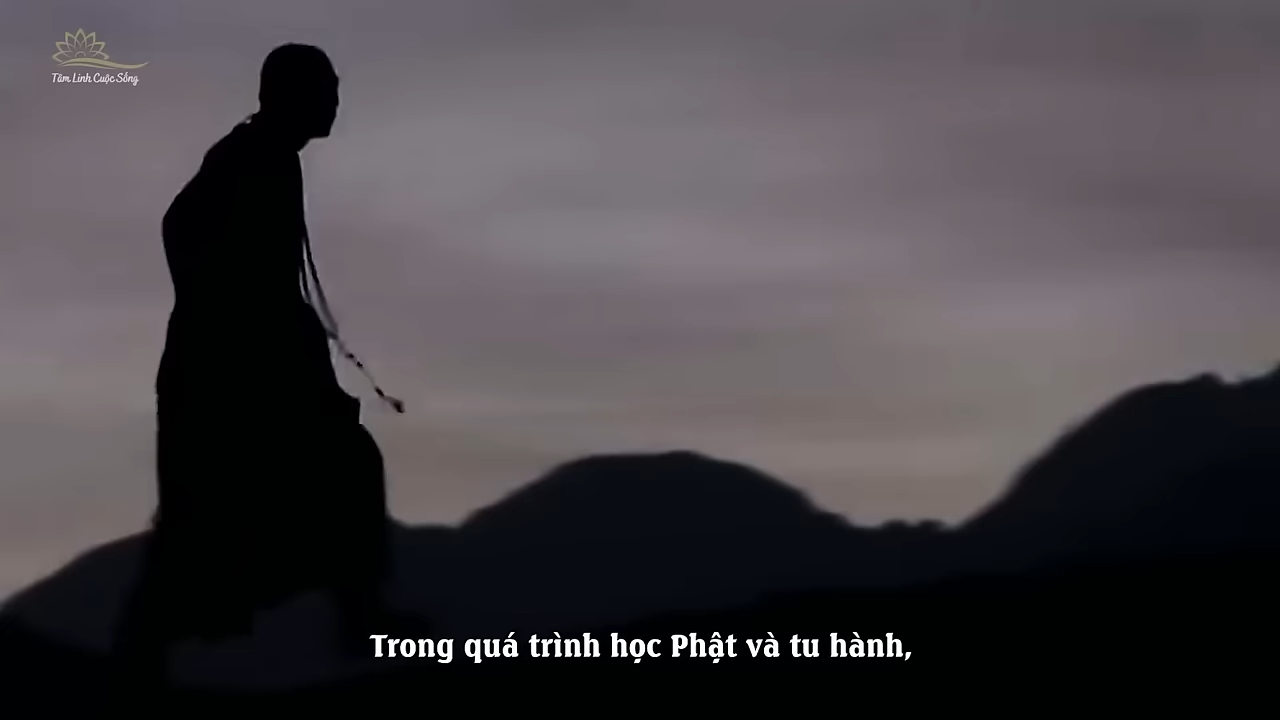 Tâm Linh Cuộc Sống
Trong quá trình học Phật và tu hành,